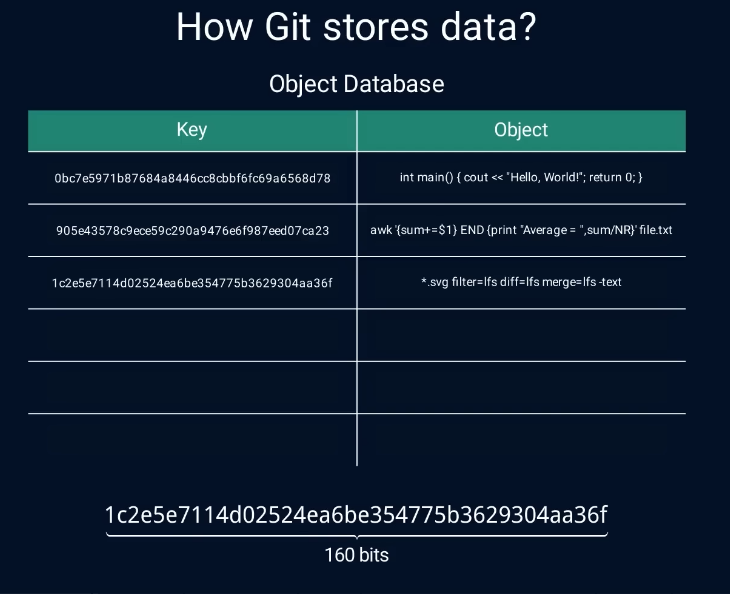 How Git stores data?
Object Database
Key Object
0bc7e5971b87684a8446cc8cbbf6fc69a6568d78 int main() { cout << "Hello, World!"; return 0; }
905e43578c9ece59c290a9476e6f987eed07ca23 awk '{sum+=$1} END {print "Average = ",sum/NR}' file.txt
1c2e5e7114d02524ea6be354775b3629304aa36f *.svg filter=lfs diff=lfs merge=lfs -text
1c2e5e7114d02524ea6be354775b3629304aa36f
160 bits